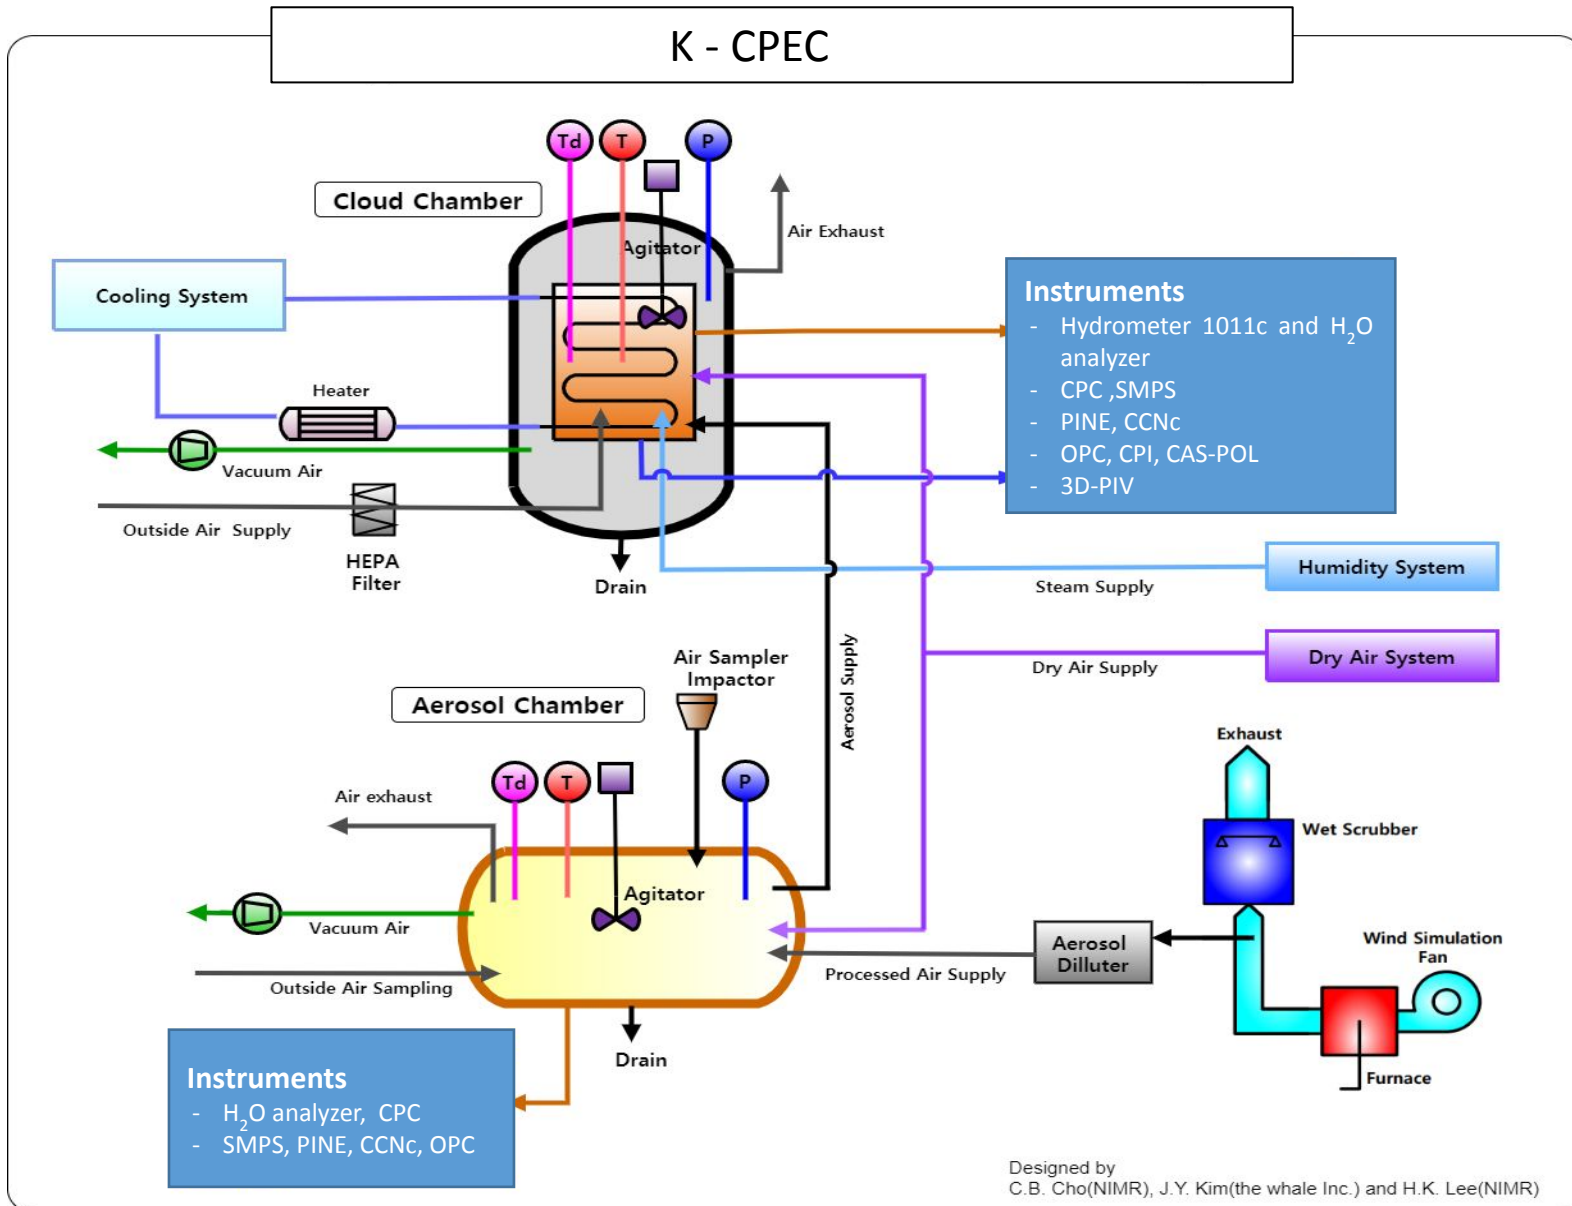 K - CPEC
Td
T
P
Cloud Chamber
Agitator
Air Exhaust
Cooling System
Heater
Vacuum Air
Outside Air Supply
HEPA
Filter
Drain
Instruments
- Hydrometer 1011c and H₂O
analyzer
- CPC ,SMPS
- PINE, CCNc
- OPC, CPI, CAS-POL
- 3D-PIV
Humidity System
Steam Supply
Dry Air System
Dry Air Supply
Aerosol Supply
Air Sampler
Impactor
Aerosol Chamber
Td
T
P
Air exhaust
Agitator
Vacuum Air
Outside Air Sampling
Processed Air Supply
Aerosol
Dilluter
Exhaust
Wet Scrubber
Wind Simulation
Fan
Furnace
Drain
Instruments
- H₂O analyzer, CPC
- SMPS, PINE, CCNc, OPC
Designed by
C.B. Cho(NIMR), J.Y. Kim(the whale Inc.) and H.K. Lee(NIMR)